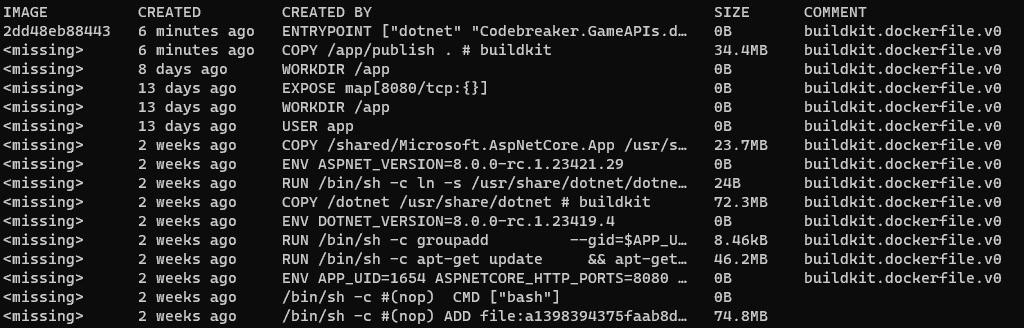 IMAGE          CREATED         CREATED BY                                      SIZE      COMMENT
2dd48eb88443   6 minutes ago   ENTRYPOINT ["dotnet" "Codebreaker.GameAPIs.d…   0B        buildkit.dockerfile.v0
<missing>      6 minutes ago   COPY /app/publish . # buildkit                  34.4MB    buildkit.dockerfile.v0
<missing>      8 days ago      WORKDIR /app                                    0B        buildkit.dockerfile.v0
<missing>      13 days ago     EXPOSE map[8080/tcp:{}]                         0B        buildkit.dockerfile.v0
<missing>      13 days ago     WORKDIR /app                                    0B        buildkit.dockerfile.v0
<missing>      13 days ago     USER app                                        0B        buildkit.dockerfile.v0
<missing>      2 weeks ago     COPY /shared/Microsoft.AspNetCore.App /usr/s…   23.7MB    buildkit.dockerfile.v0
<missing>      2 weeks ago     ENV ASPNET_VERSION=8.0.0-rc.1.23421.29          0B        buildkit.dockerfile.v0
<missing>      2 weeks ago     RUN /bin/sh -c ln -s /usr/share/dotnet/dotne…   24B       buildkit.dockerfile.v0
<missing>      2 weeks ago     COPY /dotnet /usr/share/dotnet # buildkit       72.3MB    buildkit.dockerfile.v0
<missing>      2 weeks ago     ENV DOTNET_VERSION=8.0.0-rc.1.23419.4           0B        buildkit.dockerfile.v0
<missing>      2 weeks ago     RUN /bin/sh -c groupadd         --gid=$APP_U…   8.46kB    buildkit.dockerfile.v0
<missing>      2 weeks ago     RUN /bin/sh -c apt-get update     && apt-get…   46.2MB    buildkit.dockerfile.v0
<missing>      2 weeks ago     ENV APP_UID=1654 ASPNETCORE_HTTP_PORTS=8080 …   0B        buildkit.dockerfile.v0
<missing>      2 weeks ago     /bin/sh -c #(nop)  CMD ["bash"]                 0B
<missing>      2 weeks ago     /bin/sh -c #(nop) ADD file:a1398394375faab8d…   74.8MB